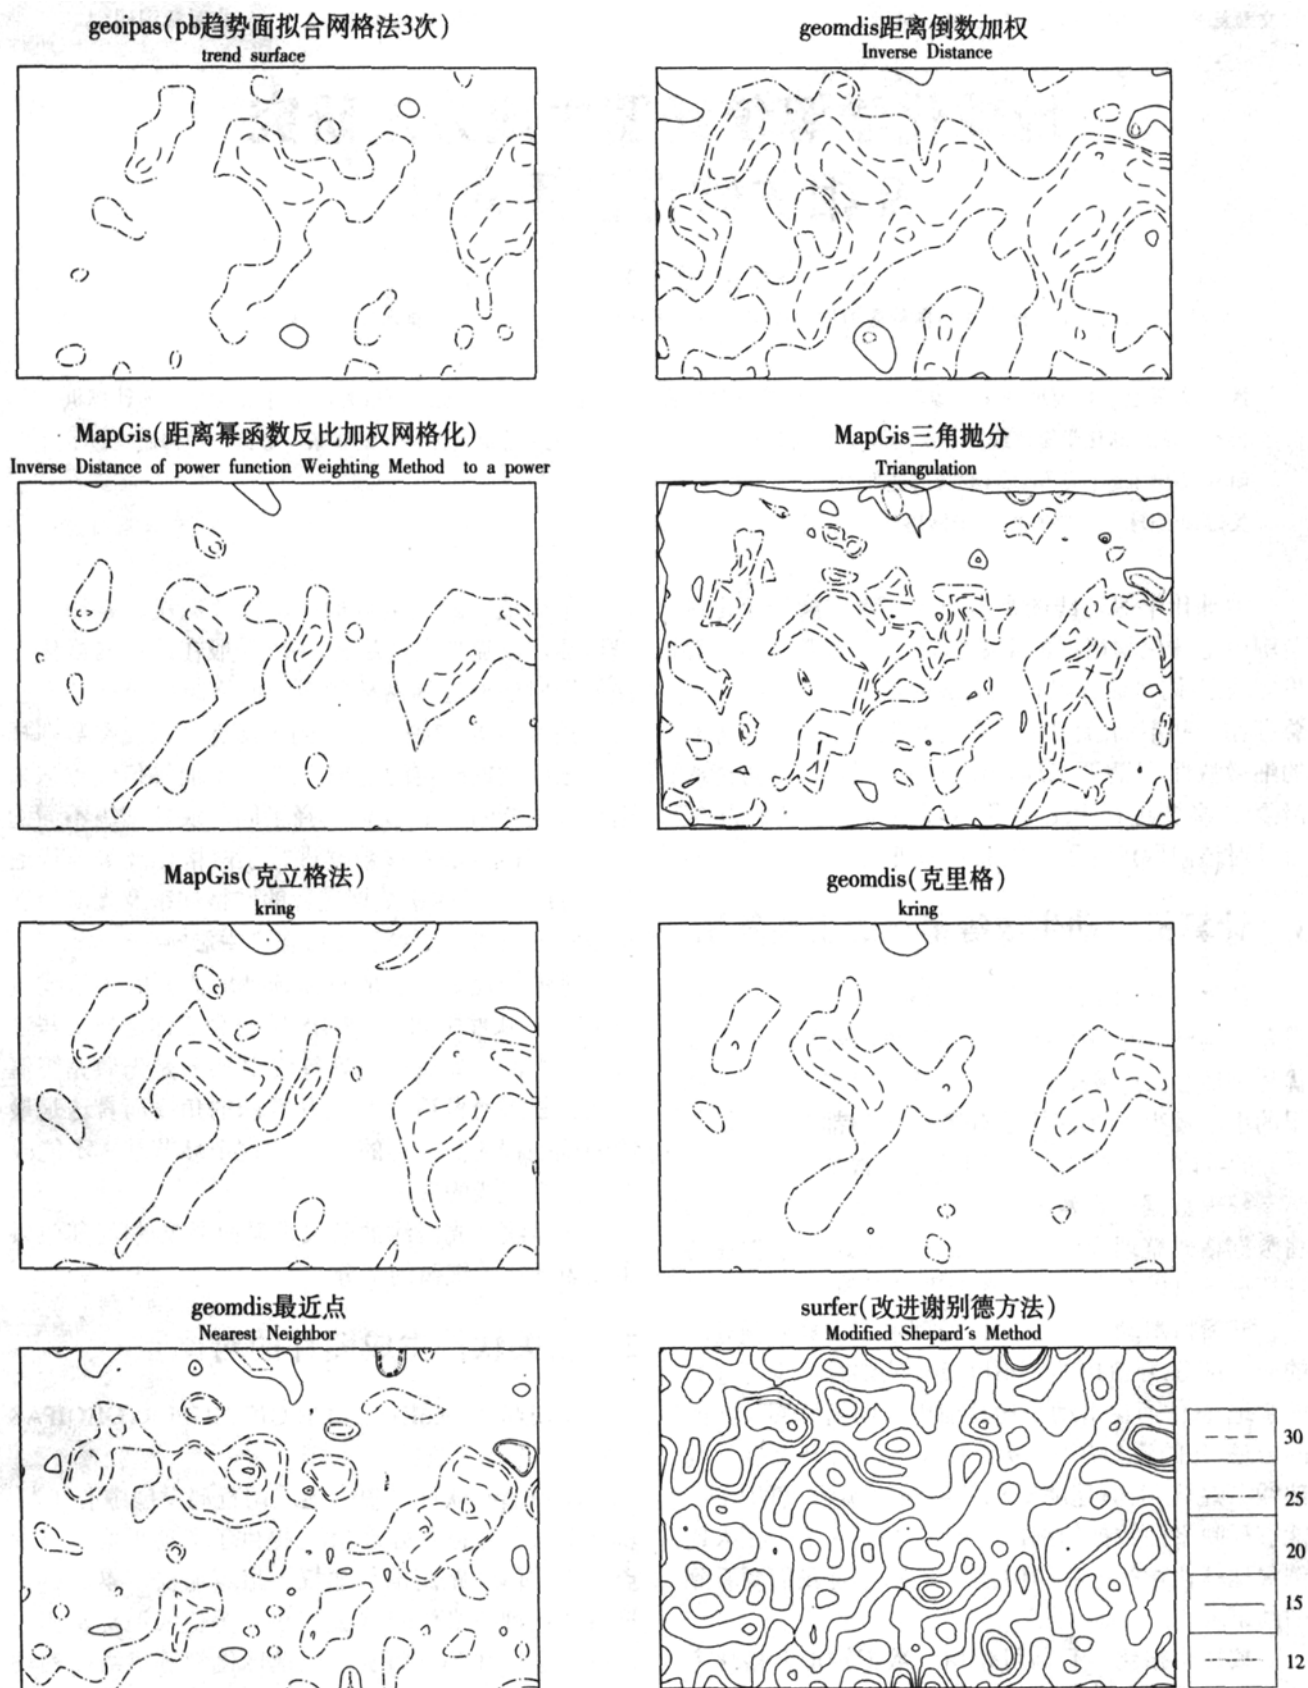 geoipas(pb趋势面拟合网格法3次)
trend surface
geomdis距离倒数加权
Inverse Distance
MapGis(距离幂函数反比加权网格化)
Inverse Distance of power function Weighting Method to a power
MapGis三角抛分
Triangulation
MapGis(克立格法)
kring
geomdis(克里格)
kring
geomdis最近点
Nearest Neighbor
surfer(改进谢别德方法)
Modified Shepard's Method
30
25
20
15
12